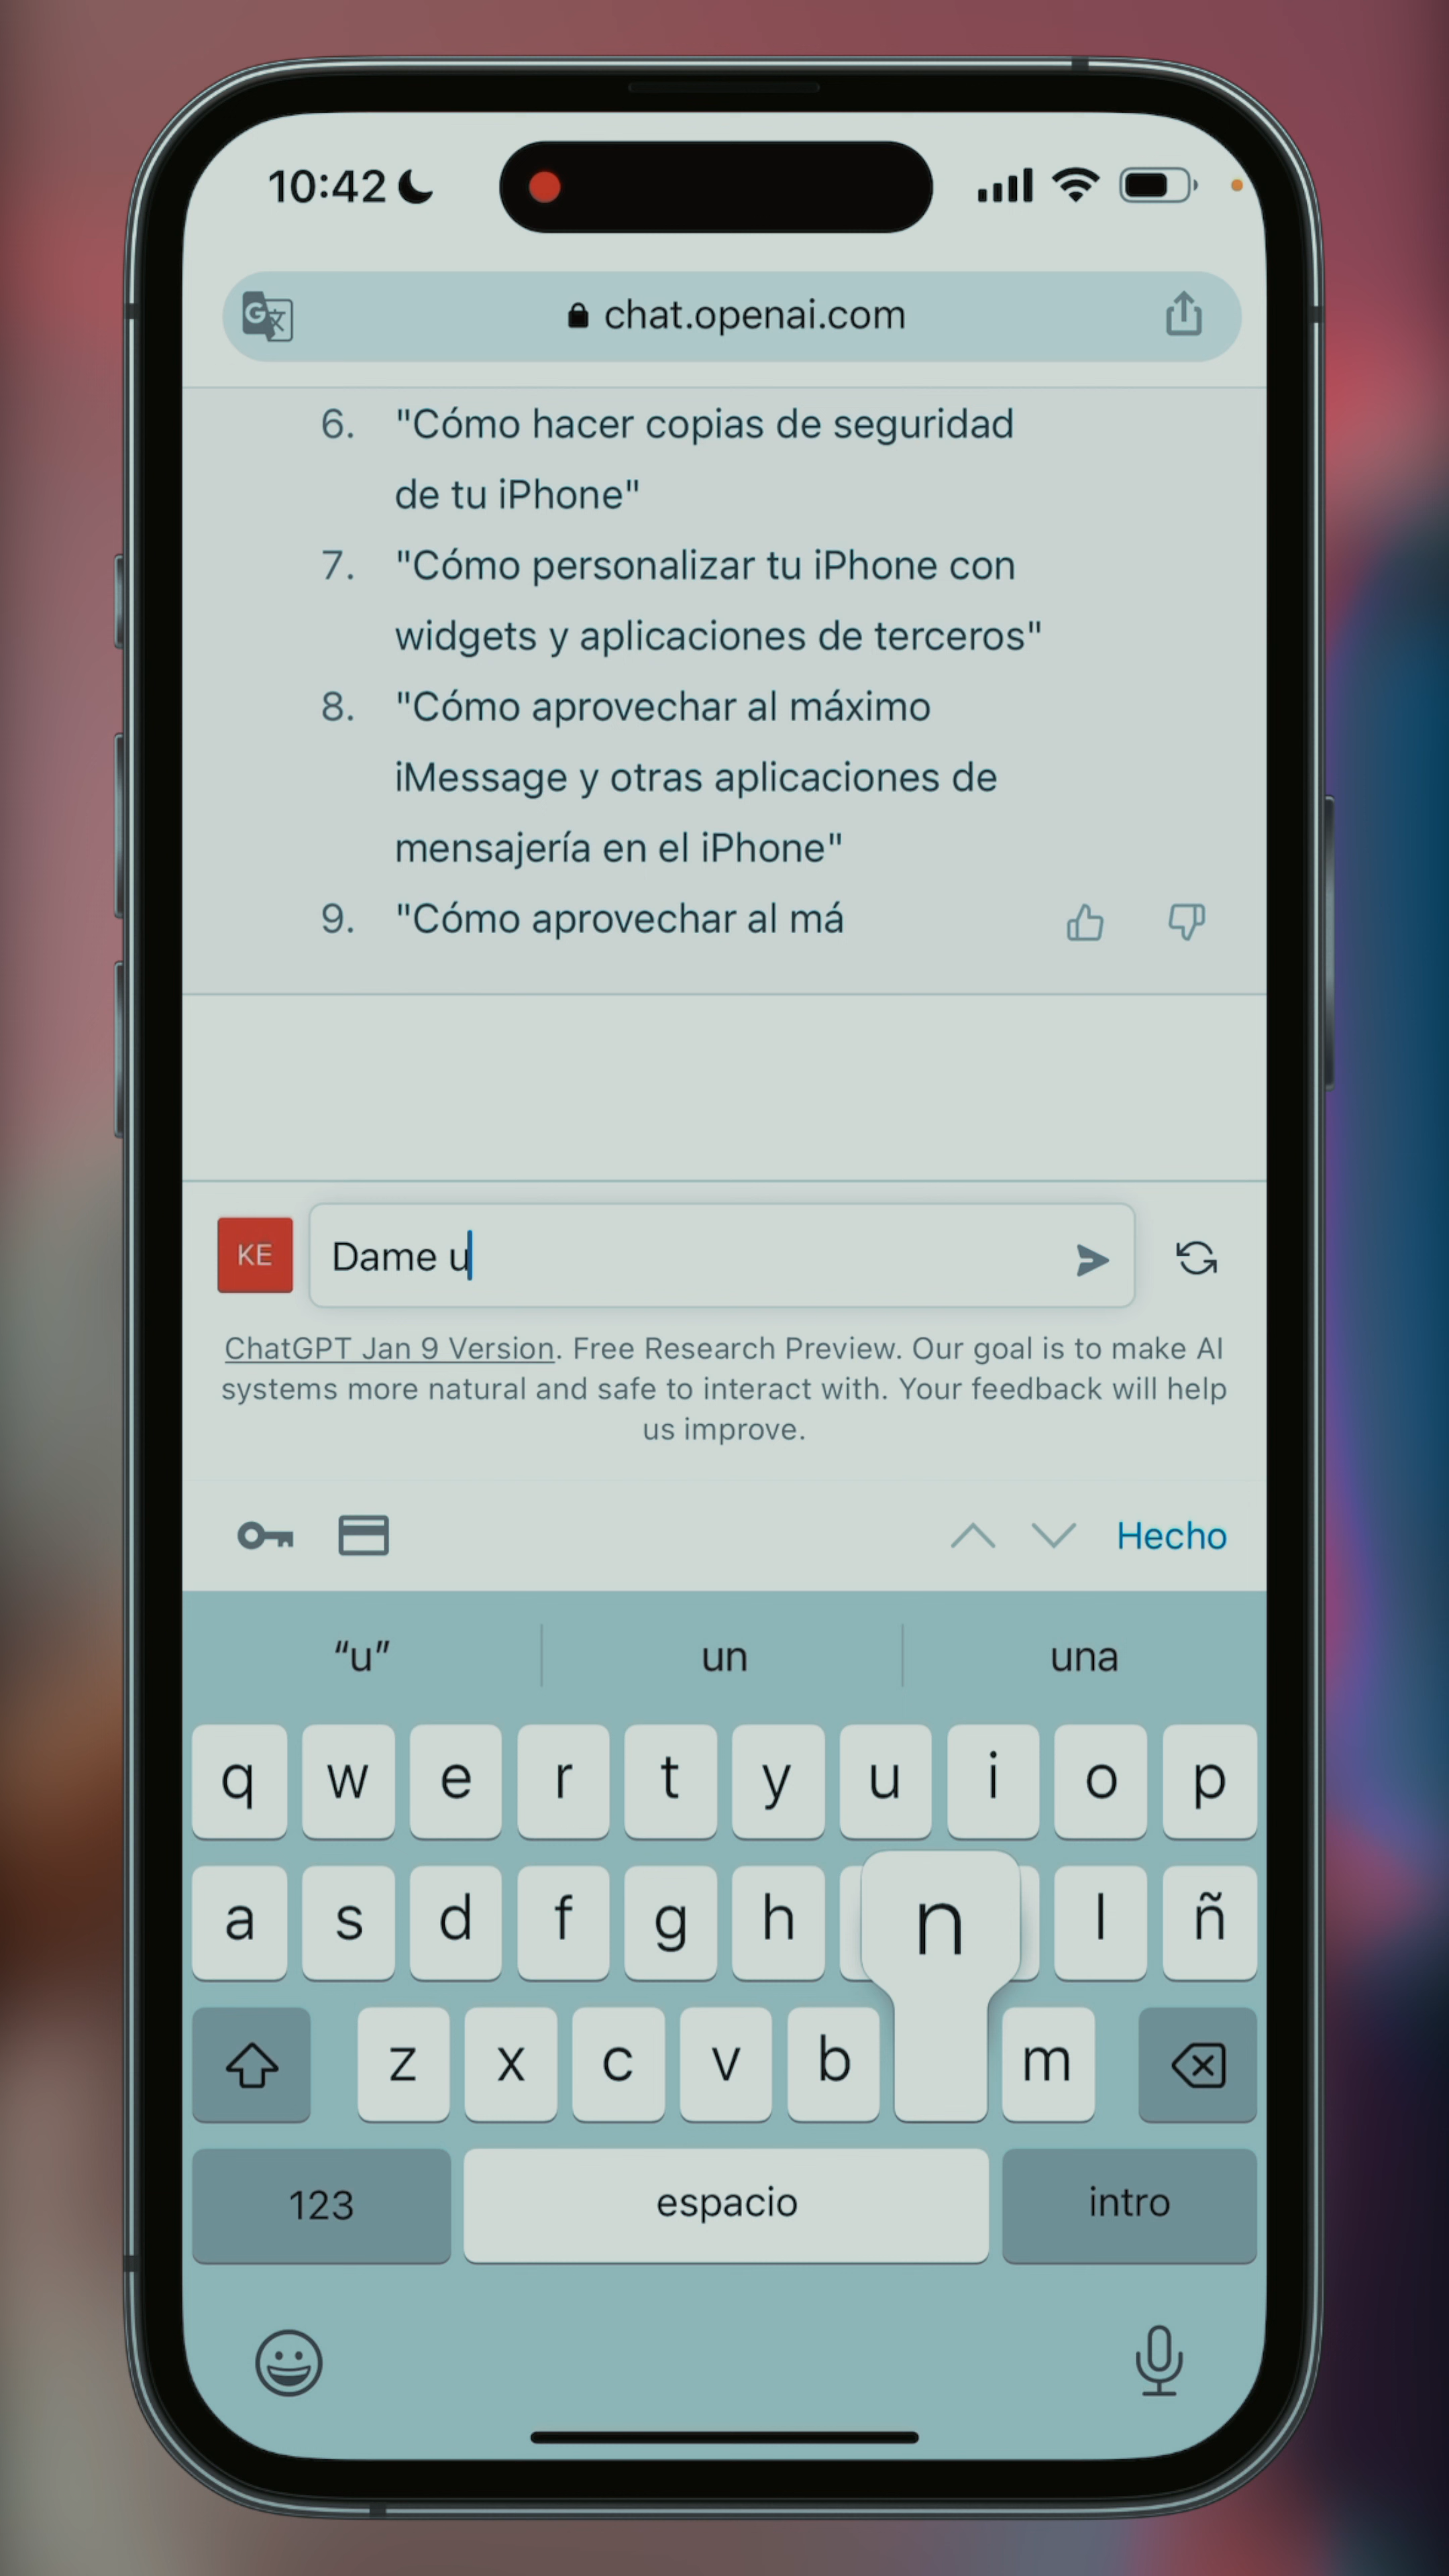 10:42
chat.openai.com
6. "Cómo hacer copias de seguridad
de tu iPhone"
7. "Cómo personalizar tu iPhone con
widgets y aplicaciones de terceros"
8. "Cómo aprovechar al máximo
iMessage y otras aplicaciones de
mensajería en el iPhone"
9. "Cómo aprovechar al má
KE
Dame u
ChatGPT Jan 9 Version. Free Research Preview. Our goal is to make AI
systems more natural and safe to interact with. Your feedback will help
us improve.
Hecho
“u” un una
q w e r t y u i o p
a s d f g h n l ñ
z x c v b m
123 espacio intro